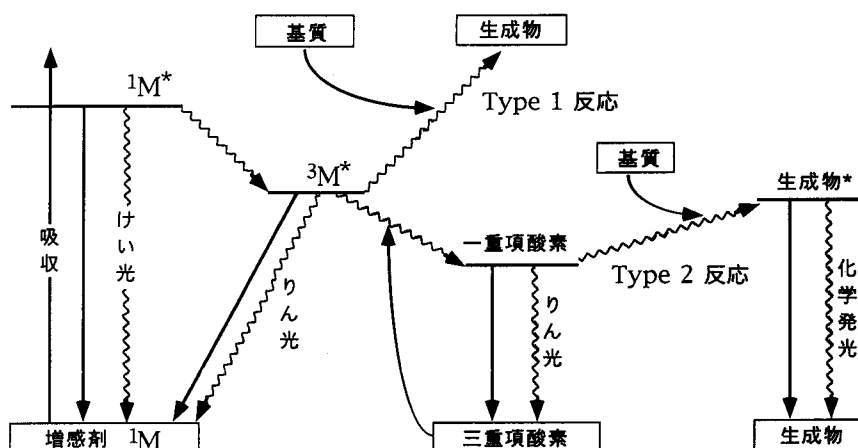 基質
生成物
¹M*
Type 1 反応
³M*
基質
生成物*
吸収
けい光
りん光
一重項酸素
Type 2 反応
りん光
化学発光
増感剤 ¹M
三重項酸素
生成物